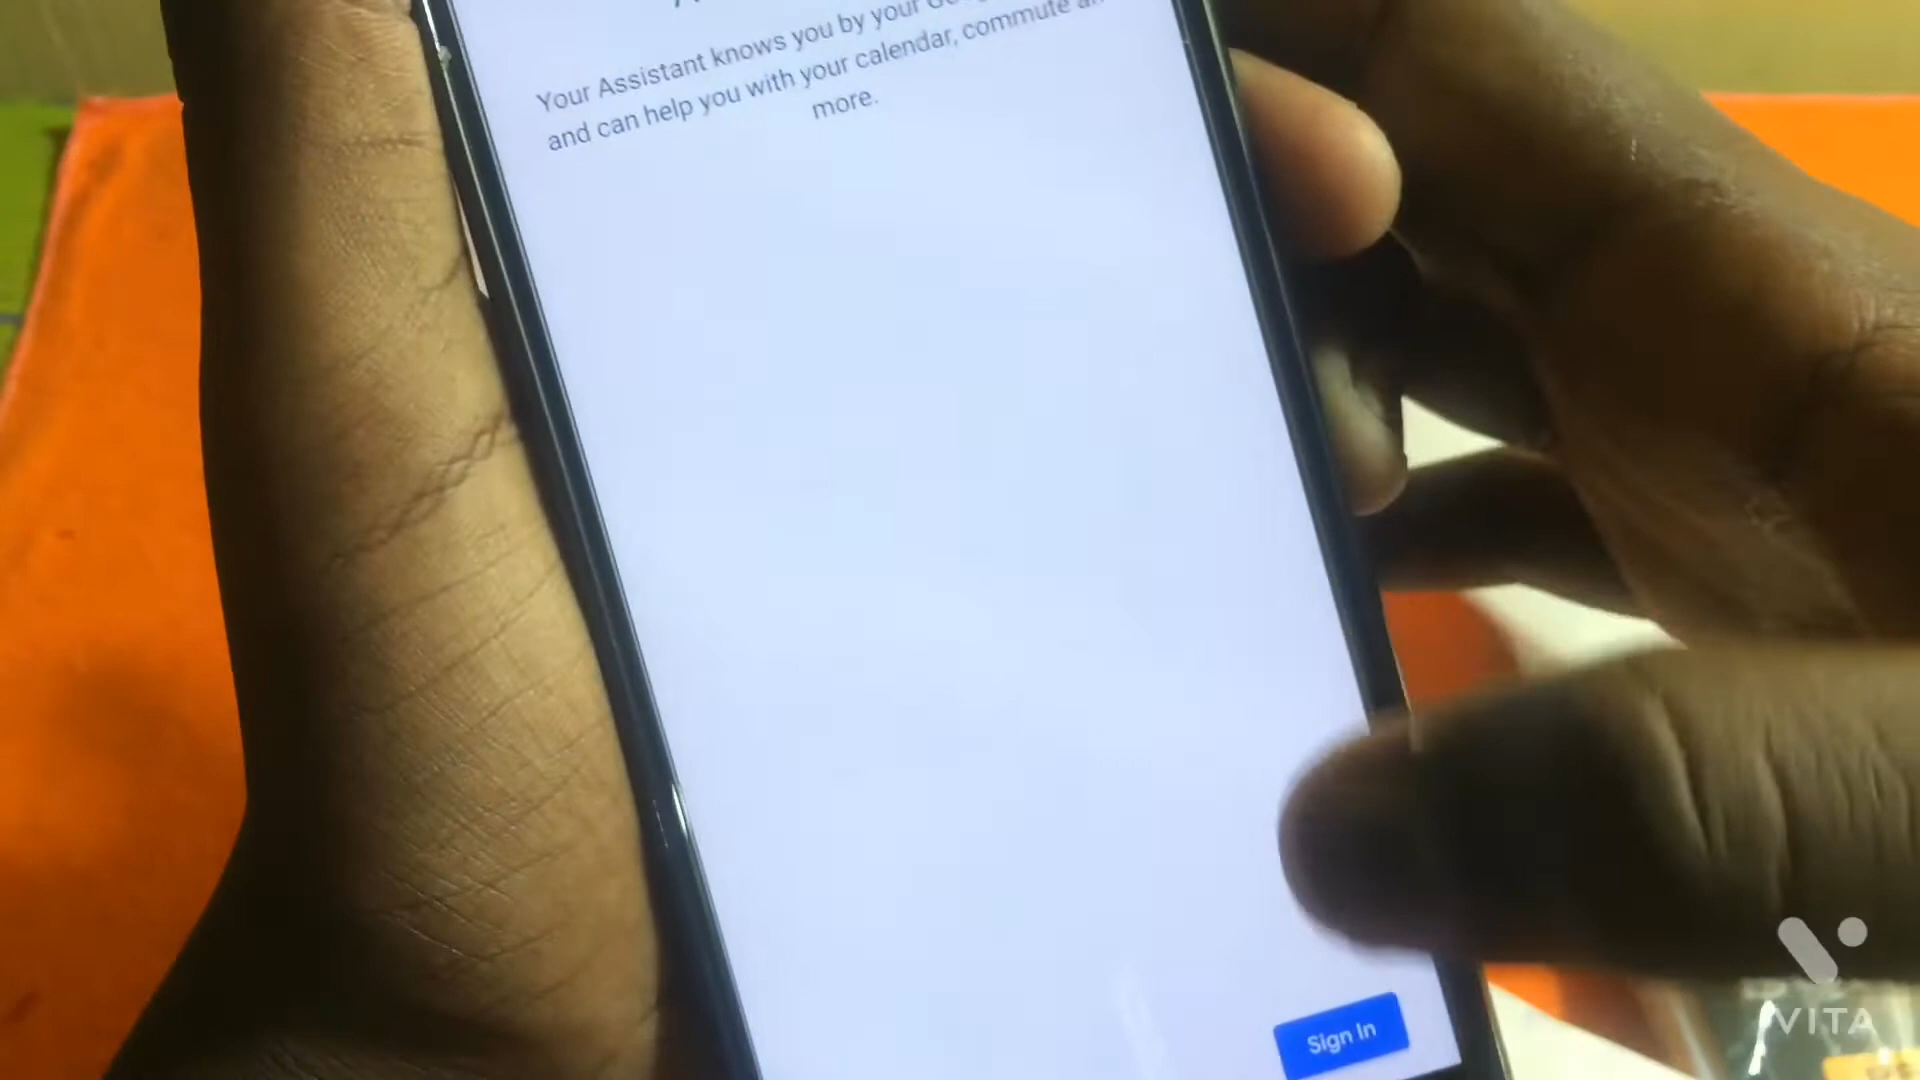 Your Assistant knows you by your
and can help you with your calendar, commute
more.
Sign In
VITA